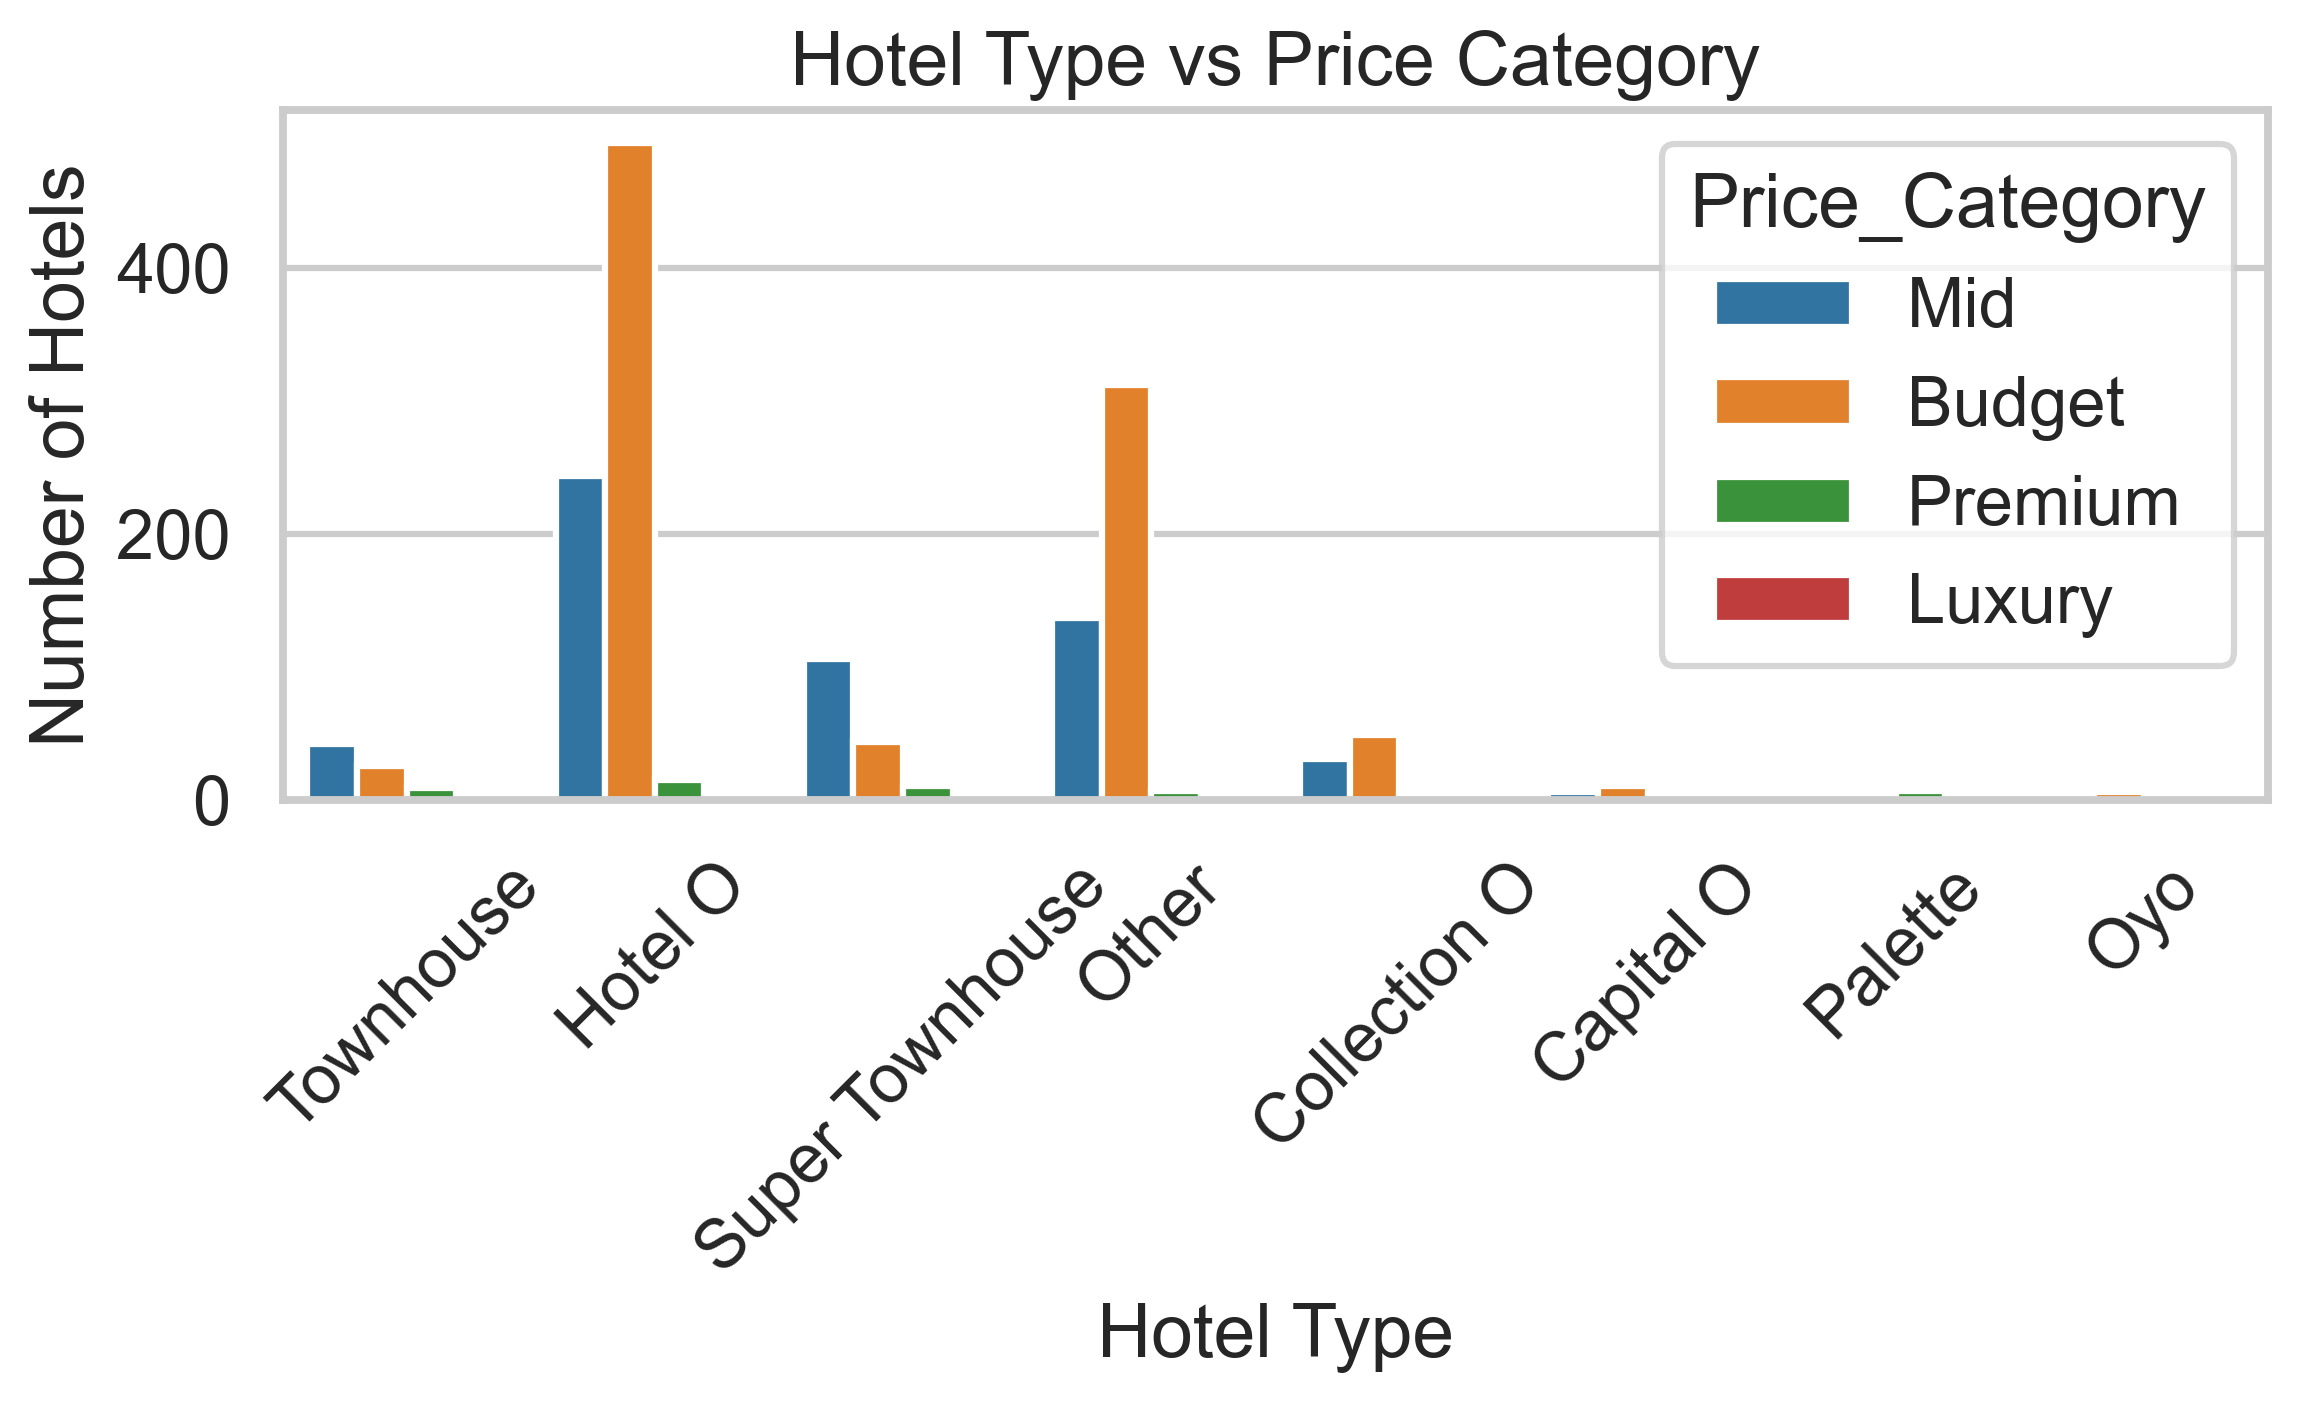 Hotel Type vs Price Category
Number of Hotels
400
200
0
Price_Category
Mid
Budget
Premium
Luxury
Townhouse
Hotel O
Super Townhouse
Other
Collection O
Capital O
Palette
Oyo
Hotel Type